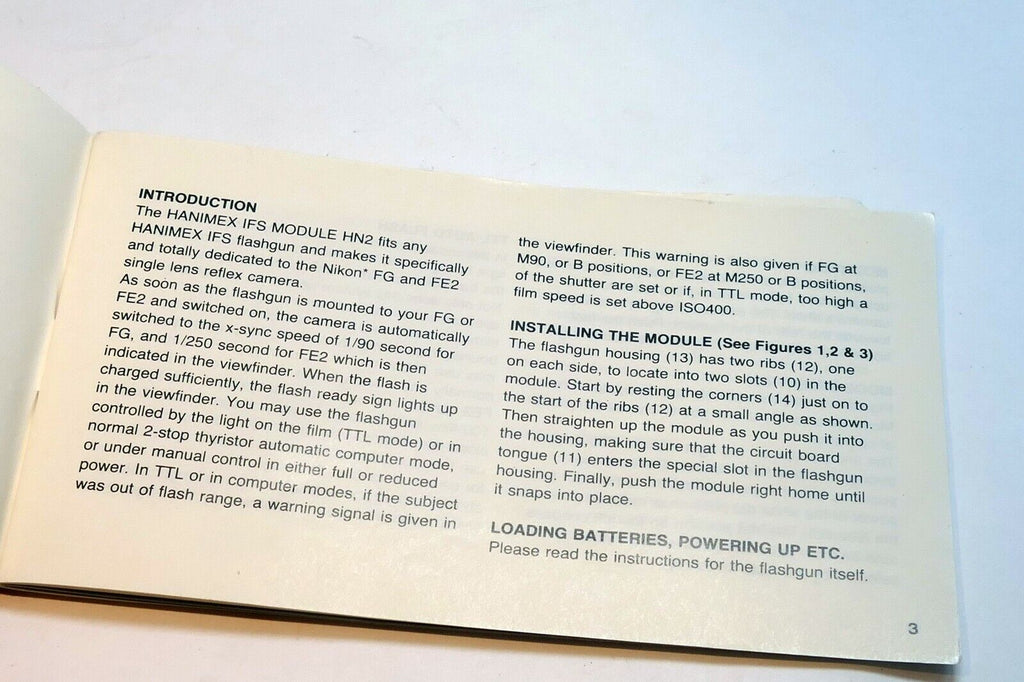 INTRODUCTION
The HANIMEX IFS MODULE HN2 fits any
HANIMEX IFS flashgun and makes it specifically
and totally dedicated to the Nikon* FG and FE2
single lens reflex camera.
As soon as the flashgun is mounted to your FG or
FE2 and switched on, the camera is automatically
switched to the x-sync speed of 1/90 second for
FG, and 1/250 second for FE2 which is then
indicated in the viewfinder. When the flash is
charged sufficiently, the flash ready sign lights up
in the viewfinder. You may use the flashgun
controlled by the light on the film (TTL mode) or in
normal 2-stop thyristor automatic computer mode,
or under manual control in either full or reduced
power. In TTL or in computer modes, if the subject
was out of flash range, a warning signal is given in
the viewfinder. This warning is also given if FG at
M90, or B positions, or FE2 at M250 or B positions,
of the shutter are set or if, in TTL mode, too high a
film speed is set above ISO400.
INSTALLING THE MODULE (See Figures 1,2 & 3)
The flashgun housing (13) has two ribs (12), one
on each side, to locate into two slots (10) in the
module. Start by resting the corners (14) just on to
the start of the ribs (12) at a small angle as shown.
Then straighten up the module as you push it into
the housing, making sure that the circuit board
tongue (11) enters the special slot in the flashgun
housing. Finally, push the module right home until
it snaps into place.
LOADING BATTERIES, POWERING UP ETC.
Please read the instructions for the flashgun itself.
3